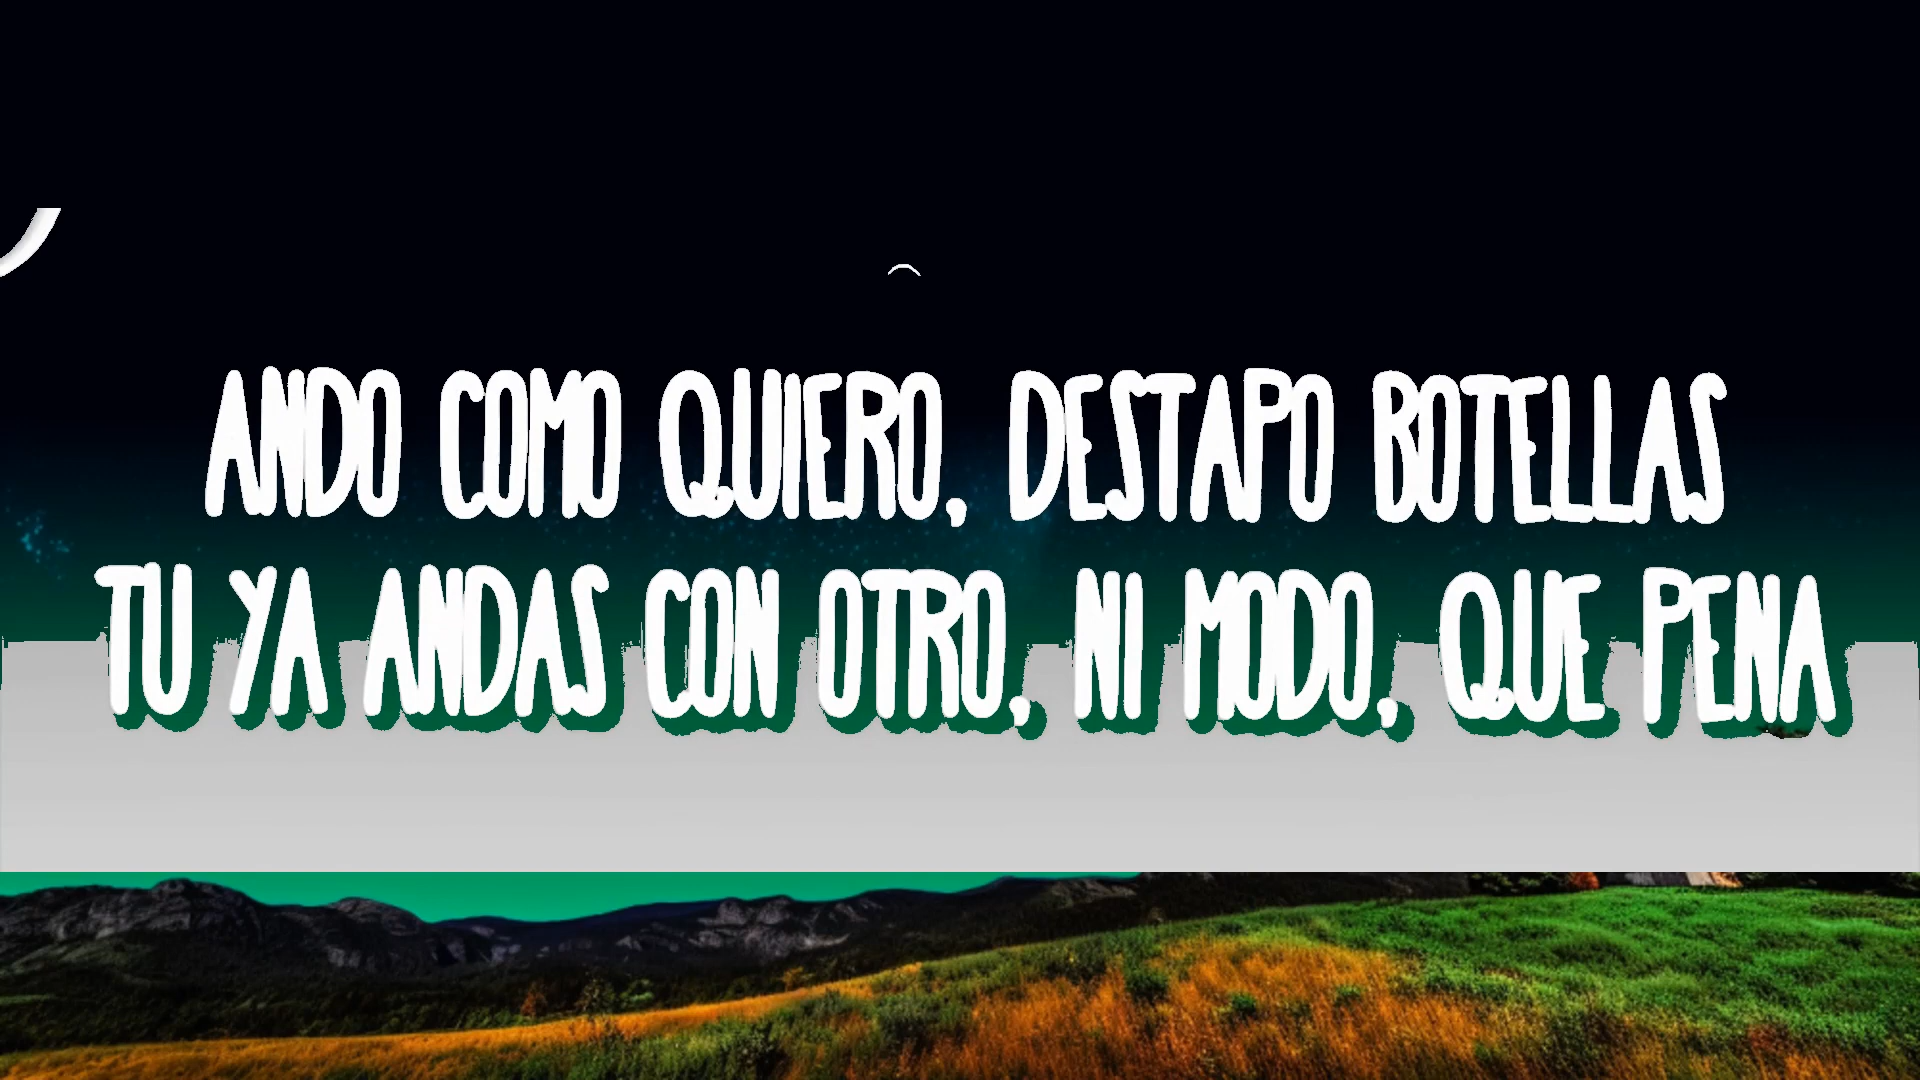 ANDO COMO QUIERO, DESTAPO BOTELLAS
TU YA ANDAS CON OTRO, NI MODO, QUE PENA